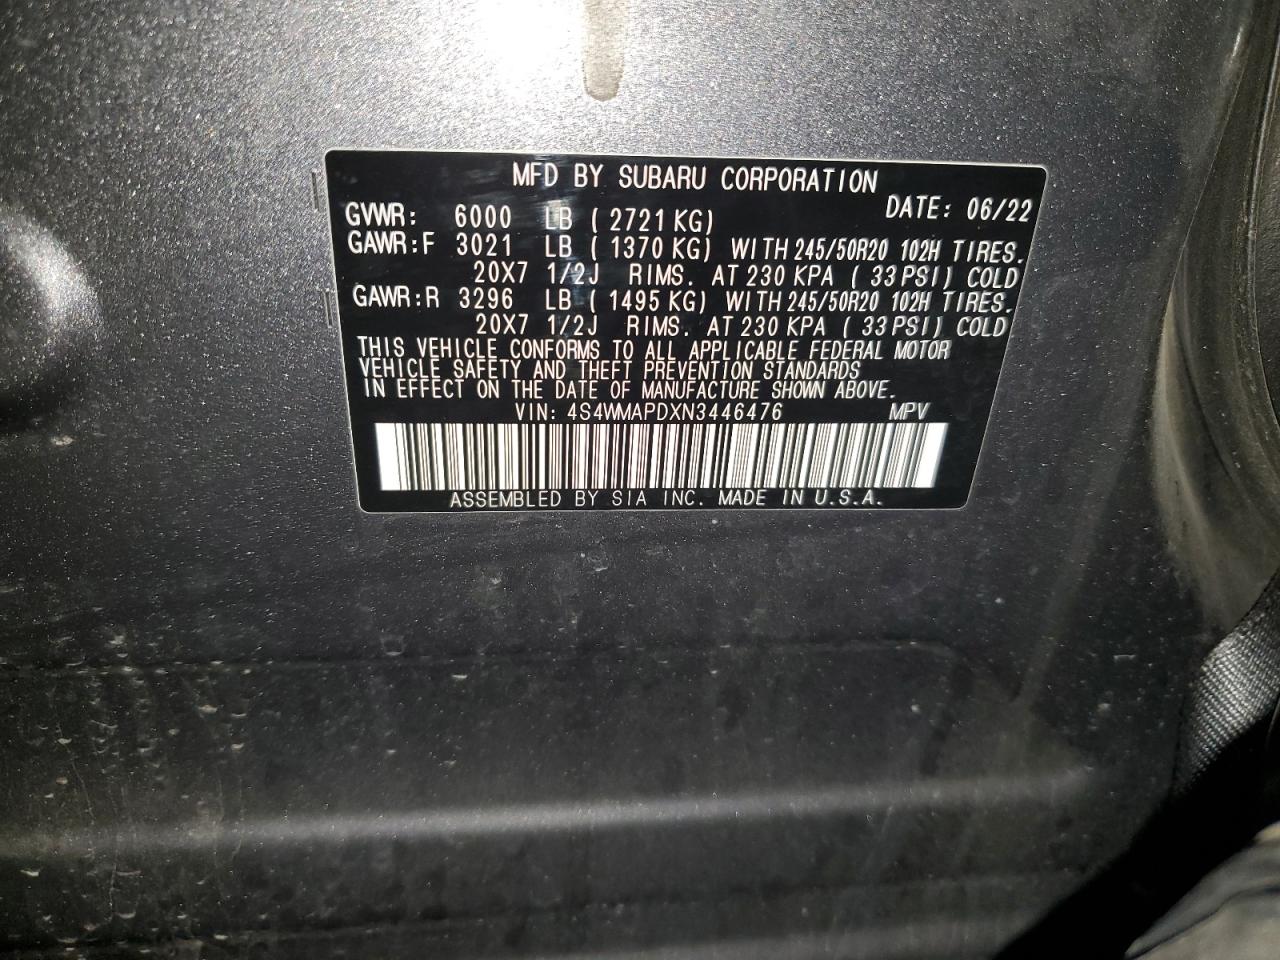 MFD BY SUBARU CORPORATION
GVWR: 6000 LB ( 2721 KG) DATE: 06/22
GAWR:F 3021 LB ( 1370 KG) WITH 245/50R20 102H TIRES.
20X7 1/2J RIMS. AT 230 KPA ( 33 PSI) COLD
GAWR:R 3296 LB ( 1495 KG) WITH 245/50R20 102H TIRES.
20X7 1/2J RIMS. AT 230 KPA ( 33 PSI) COLD
THIS VEHICLE CONFORMS TO ALL APPLICABLE FEDERAL MOTOR
VEHICLE SAFETY AND THEFT PREVENTION STANDARDS
IN EFFECT ON THE DATE OF MANUFACTURE SHOWN ABOVE.
VIN: 4S4WMAPDXN3446476 MPV
ASSEMBLED BY SIA INC. MADE IN U.S.A.